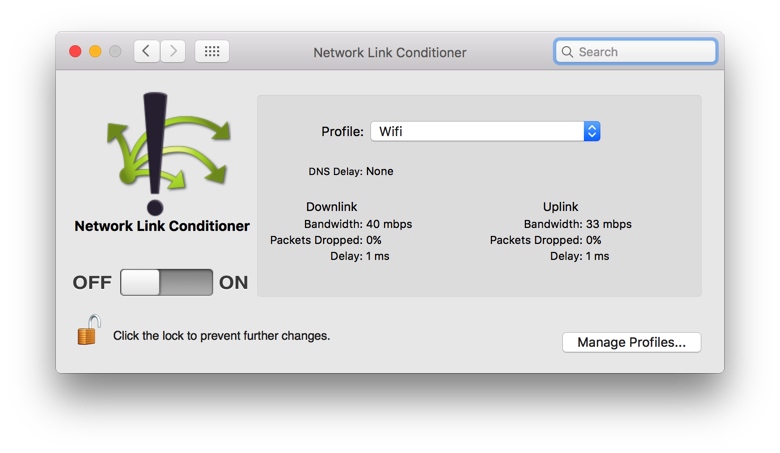 Network Link Conditioner
Search
Profile: Wifi
DNS Delay: None
Downlink
Bandwidth: 40 mbps
Packets Dropped: 0%
Delay: 1 ms
Uplink
Bandwidth: 33 mbps
Packets Dropped: 0%
Delay: 1 ms
Network Link Conditioner
OFF ON
Click the lock to prevent further changes.
Manage Profiles...